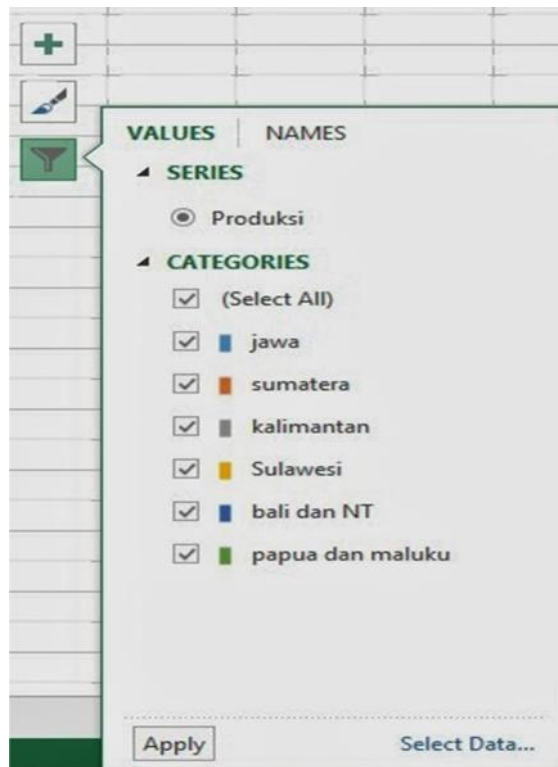 VALUES NAMES
SERIES
Produksi
CATEGORIES
(Select All)
jawa
sumatera
kalimantan
Sulawesi
bali dan NT
papua dan maluku
Apply Select Data...